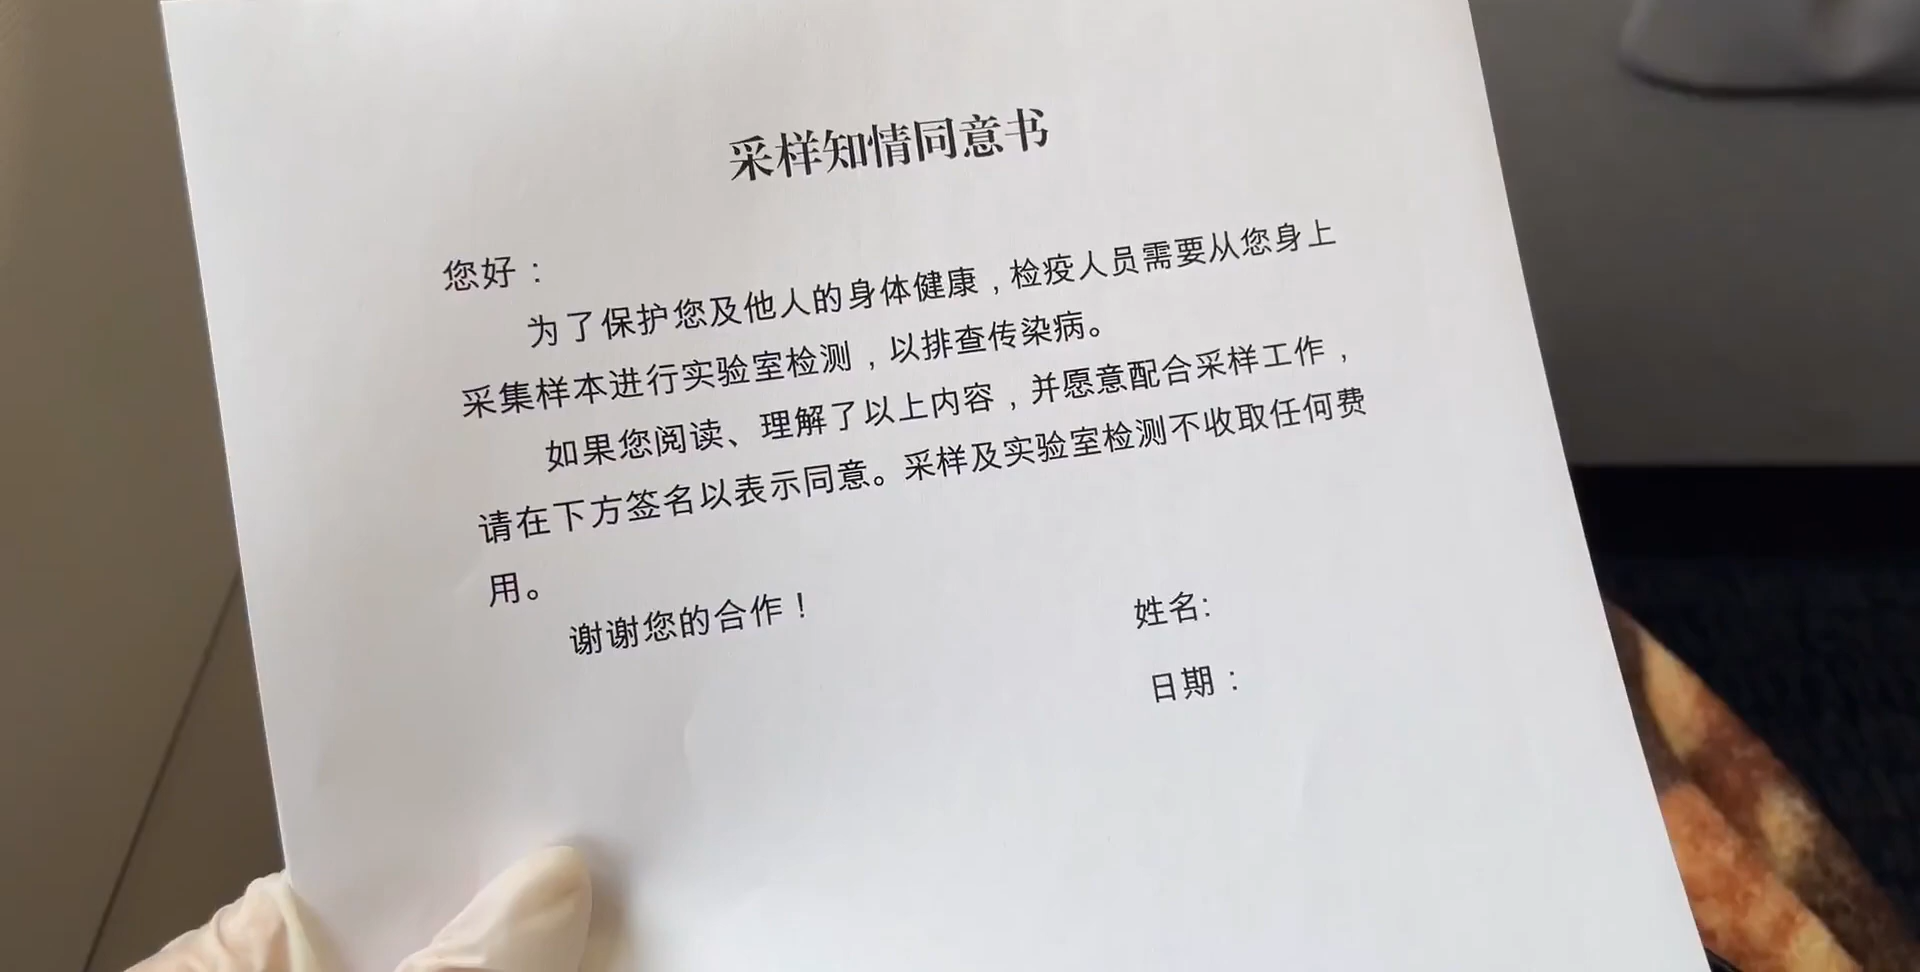 采样知情同意书
您好：
为了保护您及他人的身体健康，检疫人员需要从您身上
采集样本进行实验室检测，以排查传染病。
如果您阅读、理解了以上内容，并愿意配合采样工作，
请在下方签名以表示同意。采样及实验室检测不收取任何费
用。
谢谢您的合作！
姓名:
日期：